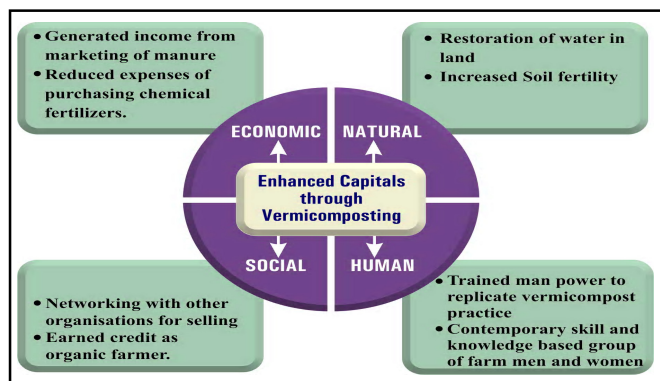 • Generated income from
marketing of manure
• Reduced expenses of
purchasing chemical
fertilizers.
• Restoration of water in
land
• Increased Soil fertility
ECONOMIC
NATURAL
Enhanced Capitals
through
Vermicomposting
SOCIAL
HUMAN
• Networking with other
organisations for selling
• Earned credit as
organic farmer.
• Trained man power to
replicate vermicompost
practice
• Contemporary skill and
knowledge based group
of farm men and women